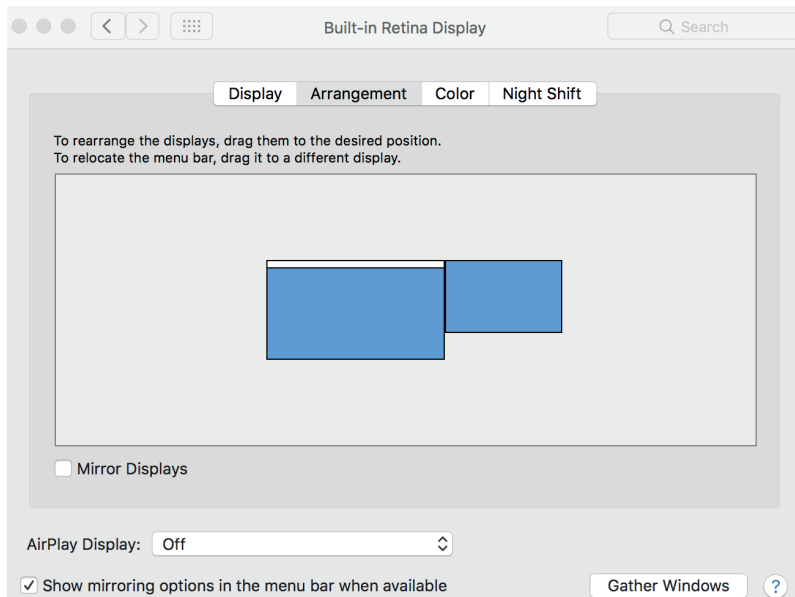 Built-in Retina Display
Search
Display Arrangement Color Night Shift
To rearrange the displays, drag them to the desired position.
To relocate the menu bar, drag it to a different display.
Mirror Displays
AirPlay Display: Off
Show mirroring options in the menu bar when available
Gather Windows
?